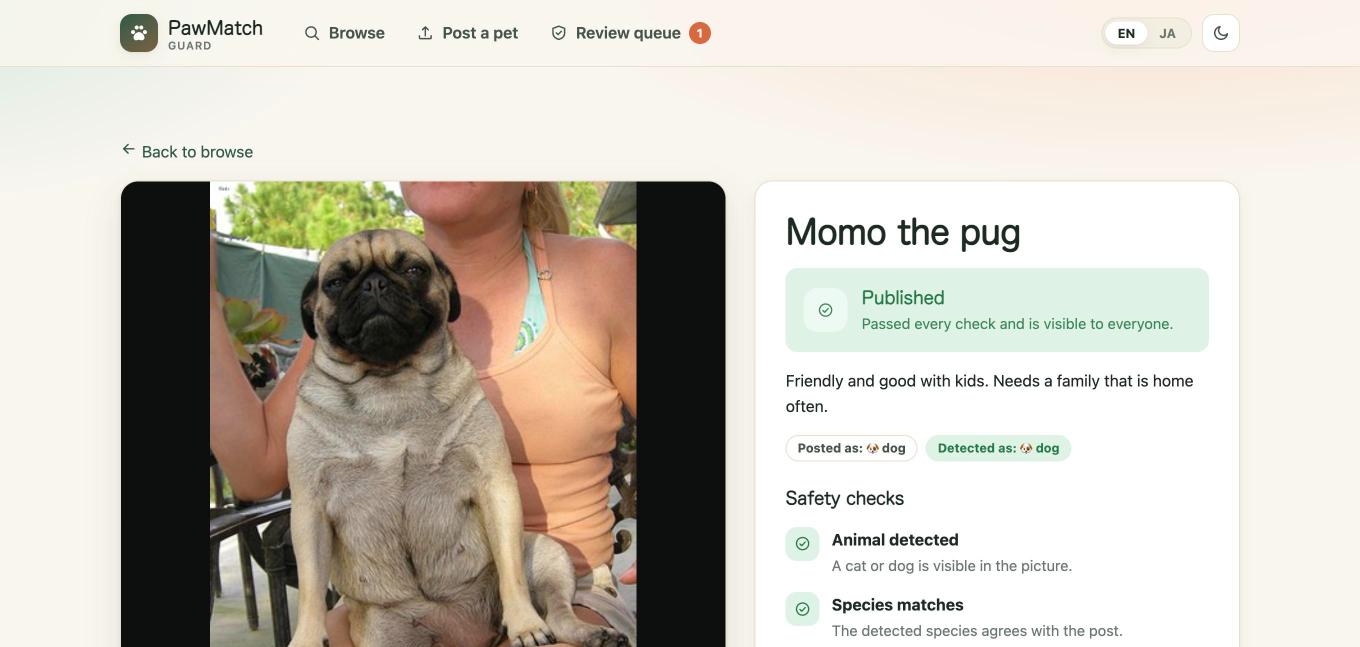 PawMatch
GUARD
Browse
Post a pet
Review queue 1
EN JA
Back to browse
Momo the pug
Published
Passed every check and is visible to everyone.
Friendly and good with kids. Needs a family that is home
often.
Posted as: 🐶 dog
Detected as: 🐶 dog
Safety checks
Animal detected
A cat or dog is visible in the picture.
Species matches
The detected species agrees with the post.